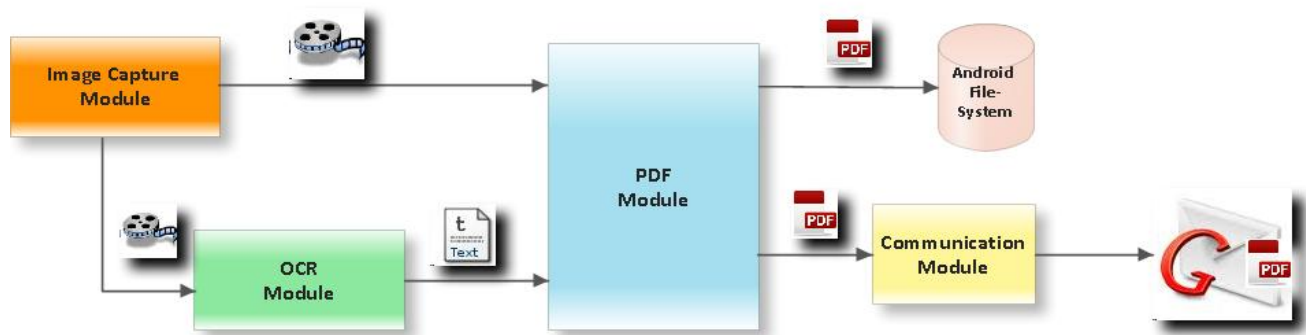 Image Capture
Module
PDF
Android
File-
System
PDF
Module
PDF
t
Text
OCR
Module
Communication
Module
G
PDF